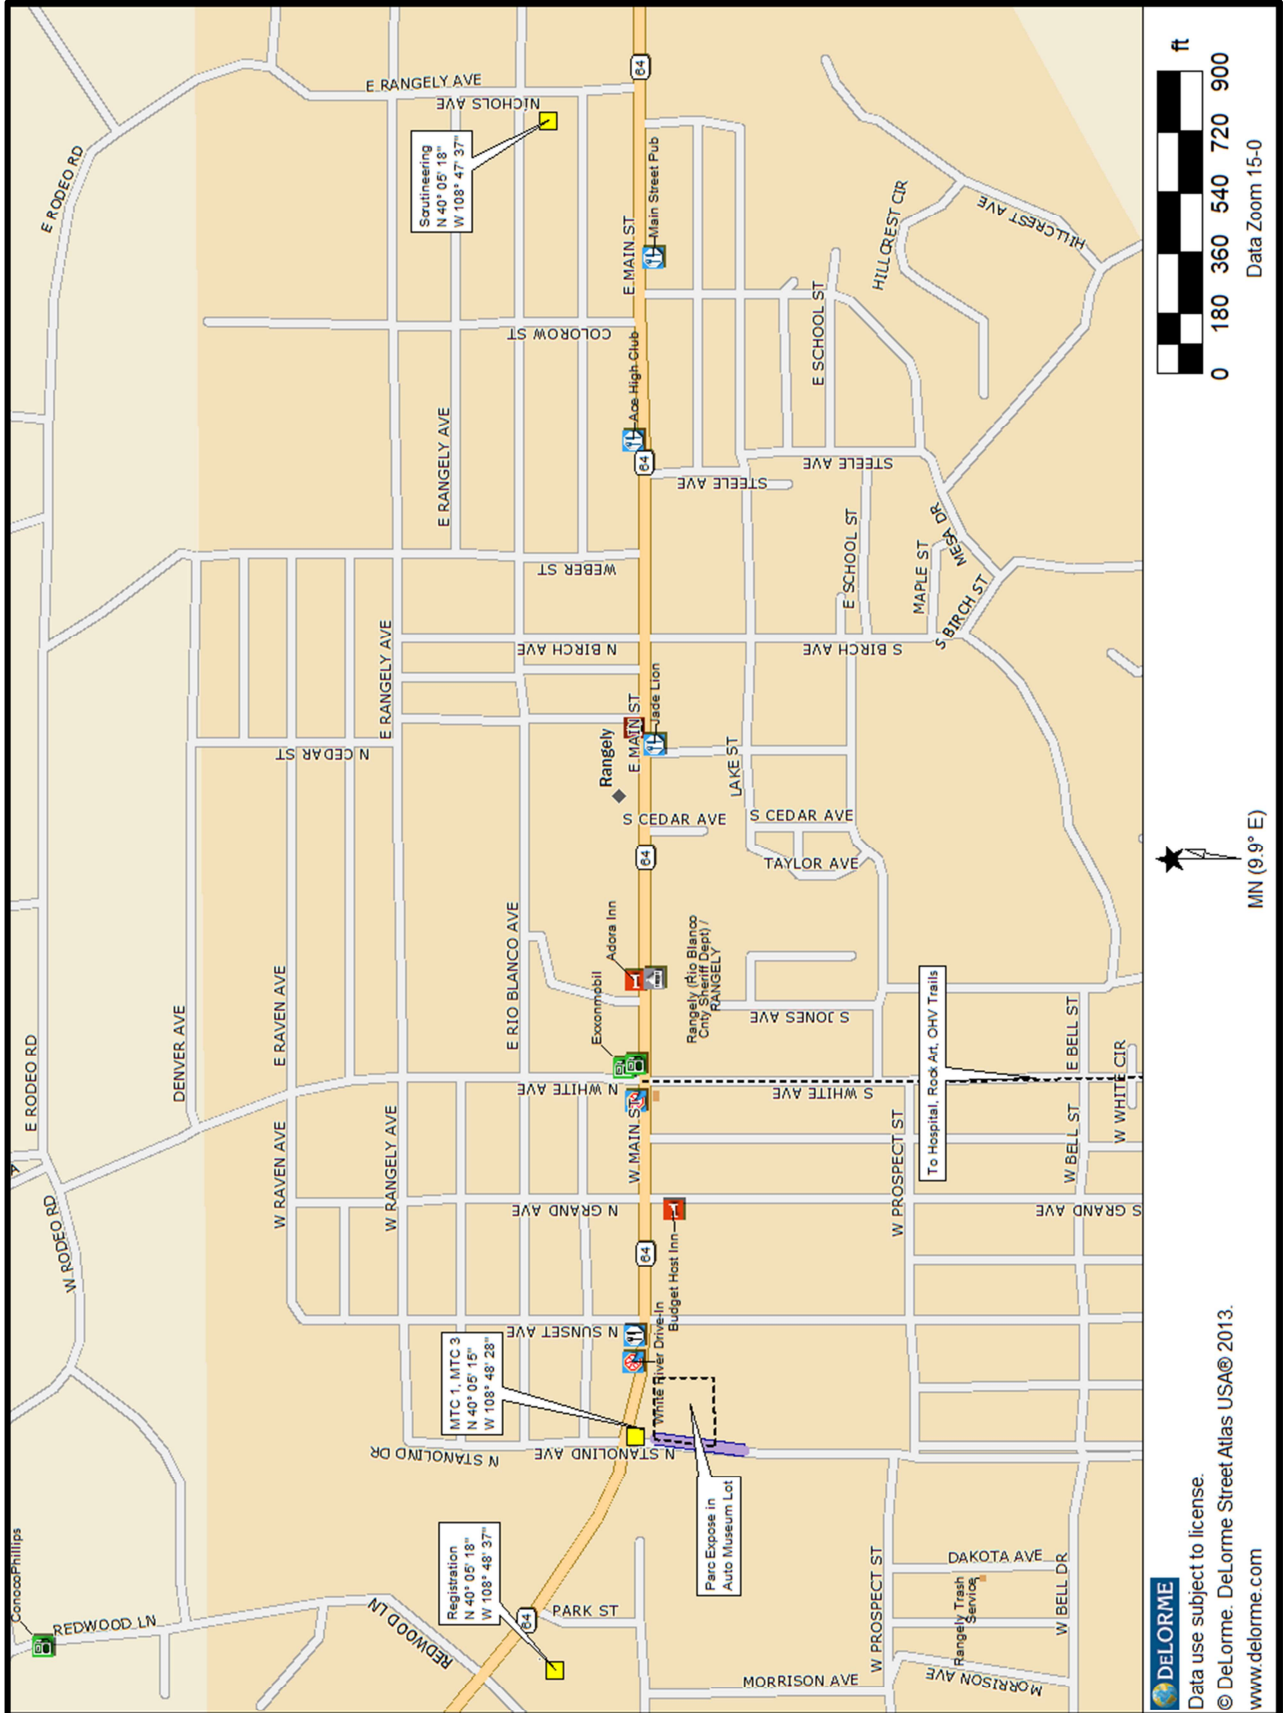 ConocoPhillips
REDWOOD LN
REDWOOD LN
Registration
N 40° 05' 18"
W 108° 48' 37"
64
PARK ST
MORRISON AVE
W PROSPECT ST
DAKOTA AVE
Rangely Trash
Service
MORRISON AVE
W BELL DR
W RODEO RD
E RODEO RD
E RODEO RD
DENVER AVE
W RAVEN AVE
E RAVEN AVE
W RANGELY AVE
E RANGELY AVE
E RANGELY AVE
E RANGELY AVE
N CEDAR ST
N STANOLIND DR
N STANOLIND AVE
MTC 1, MTC 3
N 40° 05' 15"
W 108° 48' 28"
N SUNSET AVE
White River Drive-In
Parc Expose in
Auto Museum Lot
64
Budget Host Inn
N GRAND AVE
W MAIN ST
N WHITE AVE
Exxonmobil
Adora Inn
E RIO BLANCO AVE
Rangely (Rio Blanco
Cnty Sheriff Dept) /
RANGELY
64
Rangely
E MAIN ST
Jade Lion
N BIRCH AVE
WEBER ST
64
Ace High Club
COLOROW ST
E MAIN ST
Main Street Pub
Scrutineering
N 40° 05' 18"
W 108° 47' 37"
NICHOLS AVE
E RANGELY AVE
64
S WHITE AVE
S JONES AVE
S CEDAR AVE
S CEDAR AVE
TAYLOR AVE
LAKE ST
S BIRCH AVE
STEELE AVE
STEELE AVE
E SCHOOL ST
E SCHOOL ST
MAPLE ST
MESA DR
S BIRCH ST
HILLCREST CIR
HILLCREST AVE
To Hospital, Rock Art, OHV Trails
W PROSPECT ST
S GRAND AVE
W BELL ST
E BELL ST
W WHITE CIR
DELORME
Data use subject to license.
© DeLorme. DeLorme Street Atlas USA® 2013.
www.delorme.com
MN (9.9° E)
ft
0 180 360 540 720 900
Data Zoom 15-0